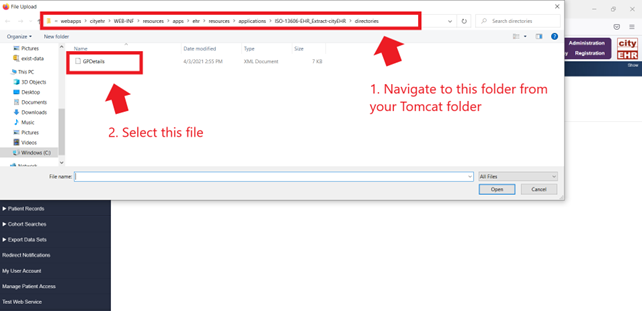 File Upload
« webapps › cityehr › WEB-INF › resources › apps › ehr › resources › applications › ISO-13606-EHR_Extract-cityEHR › directories
Search directories
Organize
New folder
Name
Date modified
Type
Size
Pictures
exist-data
This PC
3D Objects
Desktop
Documents
Downloads
Music
Pictures
Videos
Windows (C:)
Network
GPDetails
4/3/2021 2:55 PM
XML Document
7 KB
1. Navigate to this folder from
your Tomcat folder
2. Select this file
File name:
All Files
Open
Cancel
Administration
Registration
city
EHR
Show
Patient Records
Cohort Searches
Export Data Sets
Redirect Notifications
My User Account
Manage Patient Access
Test Web Service